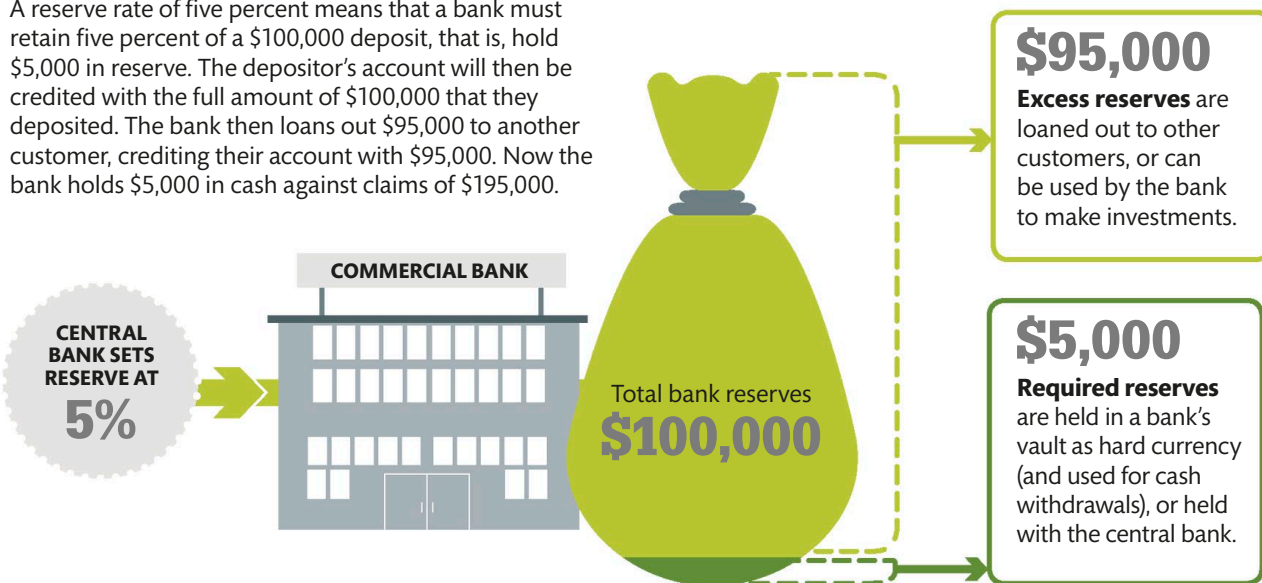 A reserve rate of five percent means that a bank must
retain five percent of a $100,000 deposit, that is, hold
$5,000 in reserve. The depositor’s account will then be
credited with the full amount of $100,000 that they
deposited. The bank then loans out $95,000 to another
customer, crediting their account with $95,000. Now the
bank holds $5,000 in cash against claims of $195,000.
CENTRAL
BANK SETS
RESERVE AT
5%
COMMERCIAL BANK
Total bank reserves
$100,000
$95,000
Excess reserves are
loaned out to other
customers, or can
be used by the bank
to make investments.
$5,000
Required reserves
are held in a bank’s
vault as hard currency
(and used for cash
withdrawals), or held
with the central bank.